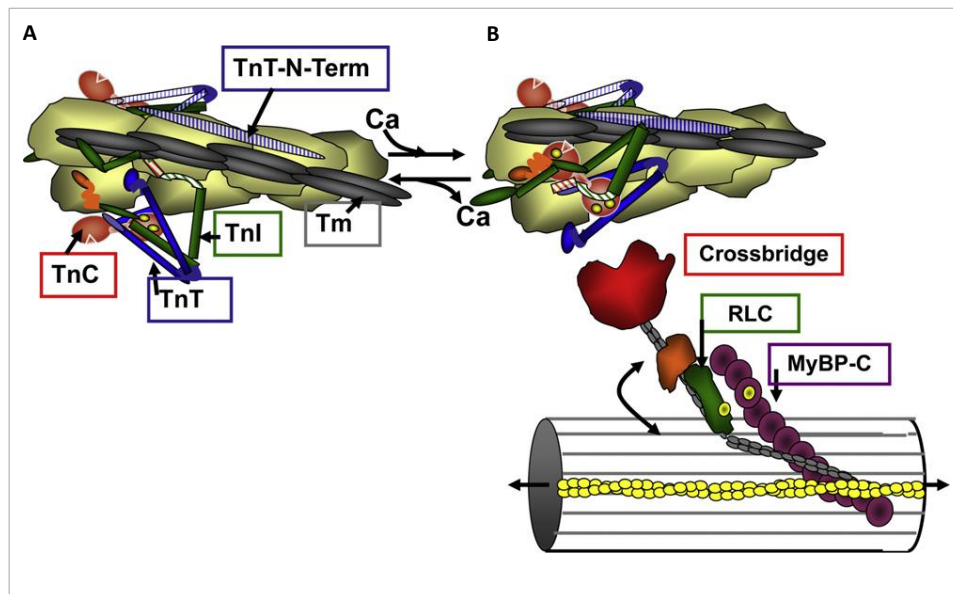 A
B
TnT-N-Term
Ca
Ca
Tm
TnI
TnC
TnT
Crossbridge
RLC
MyBP-C